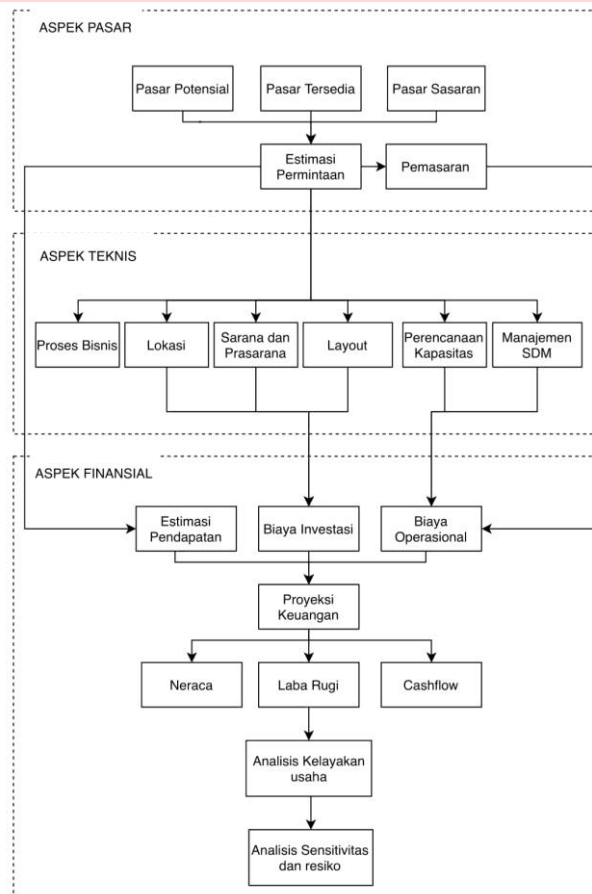 ASPEK PASAR
Pasar Potensial
Pasar Tersedia
Pasar Sasaran
Estimasi
Permintaan
Pemasaran
ASPEK TEKNIS
Proses Bisnis
Lokasi
Sarana dan
Prasarana
Layout
Perencanaan
Kapasitas
Manajemen
SDM
ASPEK FINANSIAL
Estimasi
Pendapatan
Biaya Investasi
Biaya
Operasional
Proyeksi
Keuangan
Neraca
Laba Rugi
Cashflow
Analisis Kelayakan
usaha
Analisis Sensitivitas
dan resiko